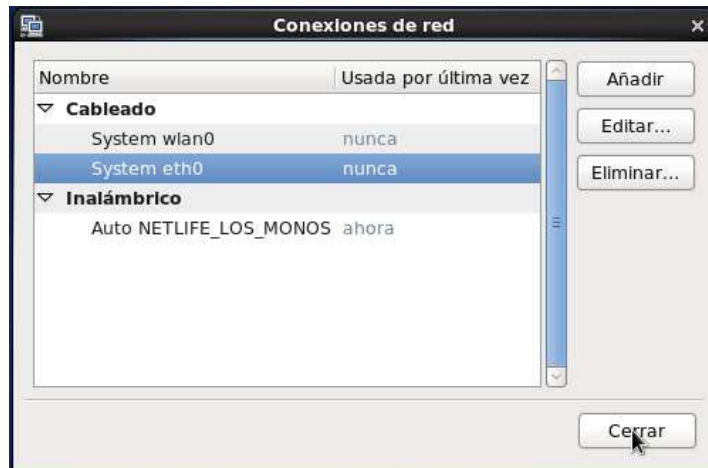 Conexiones de red
Nombre Usada por última vez
Cableado
System wlan0 nunca
System eth0 nunca
Inalámbrico
Auto NETLIFE_LOS_MONOS ahora
Añadir
Editar...
Eliminar...
Cerrar